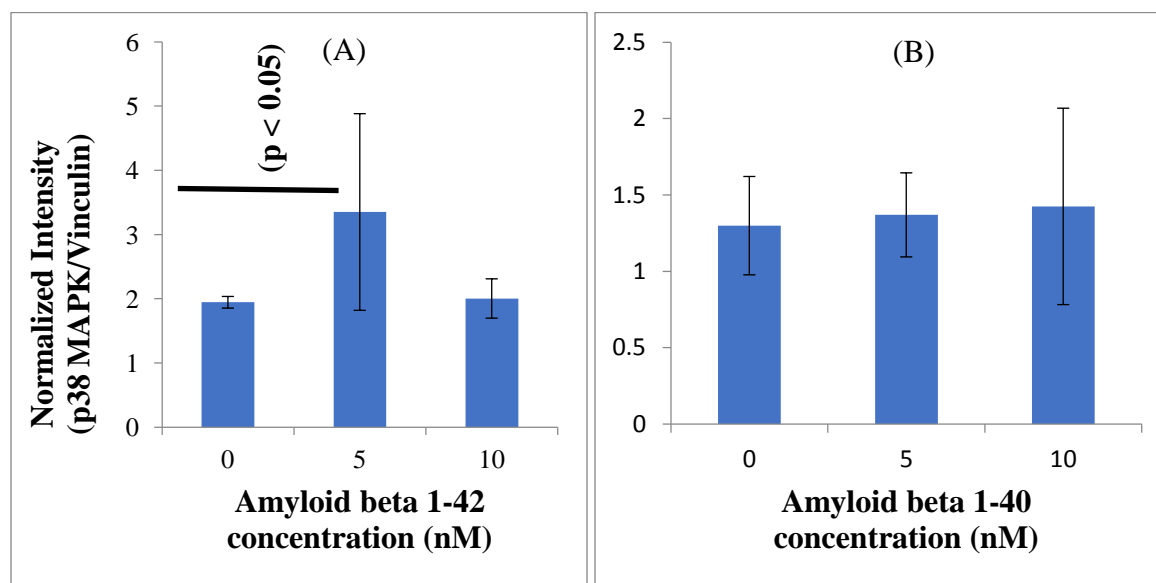 (A)
(p < 0.05)
Normalized Intensity
(p38 MAPK/Vinculin)
6
5
4
3
2
1
0
0 5 10
Amyloid beta 1-42
concentration (nM)
(B)
2.5
2
1.5
1
0.5
0
0 5 10
Amyloid beta 1-40
concentration (nM)